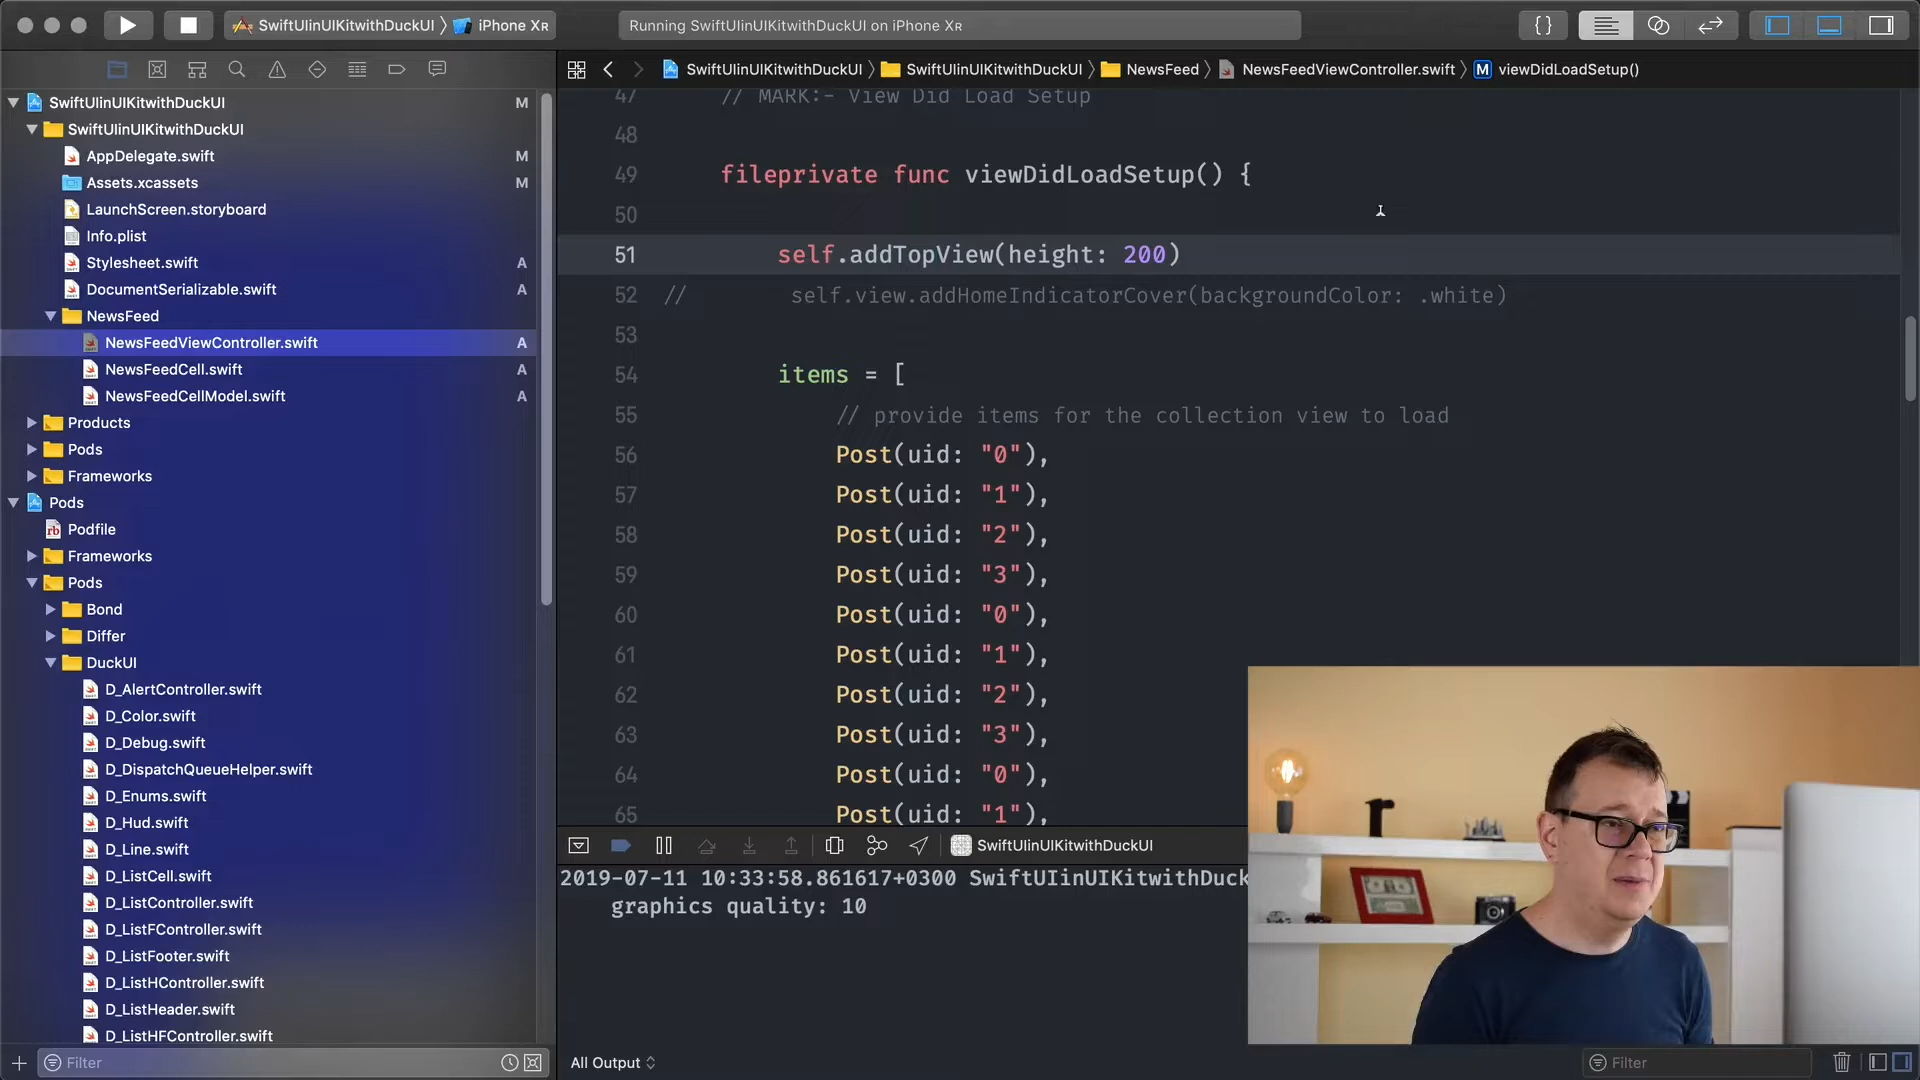 SwiftUIinUIKitwithDuckUI iPhone XR
Running SwiftUIinUIKitwithDuckUI on iPhone XR
{}
SwiftUIinUIKitwithDuckUI SwiftUIinUIKitwithDuckUI NewsFeed NewsFeedViewController.swift M viewDidLoadSetup()
SwiftUIinUIKitwithDuckUI M
SwiftUIinUIKitwithDuckUI
AppDelegate.swift M
Assets.xcassets M
LaunchScreen.storyboard
Info.plist
Stylesheet.swift A
DocumentSerializable.swift A
NewsFeed
NewsFeedViewController.swift A
NewsFeedCell.swift A
NewsFeedCellModel.swift A
Products
Pods
Frameworks
Pods
rb Podfile
Frameworks
Pods
Bond
Differ
DuckUI
D_AlertController.swift
D_Color.swift
D_Debug.swift
D_DispatchQueueHelper.swift
D_Enums.swift
D_Hud.swift
D_Line.swift
D_ListCell.swift
D_ListController.swift
D_ListFController.swift
D_ListFooter.swift
D_ListHController.swift
D_ListHeader.swift
D_ListHFController.swift
Filter
47 // MARK:- View Did Load Setup
48
49 fileprivate func viewDidLoadSetup() {
50
51 self.addTopView(height: 200)
52 // self.view.addHomeIndicatorCover(backgroundColor: .white)
53
54 items = [
55 // provide items for the collection view to load
56 Post(uid: "0"),
57 Post(uid: "1"),
58 Post(uid: "2"),
59 Post(uid: "3"),
60 Post(uid: "0"),
61 Post(uid: "1"),
62 Post(uid: "2"),
63 Post(uid: "3"),
64 Post(uid: "0"),
65 Post(uid: "1"),
SwiftUIinUIKitwithDuckUI
2019-07-11 10:33:58.861617+0300 SwiftUIinUIKitwithDuck
graphics quality: 10
All Output
Filter